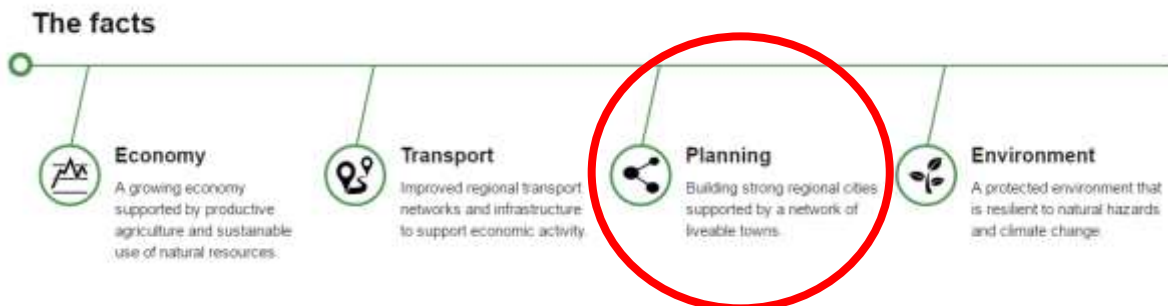 The facts
Economy
A growing economy
supported by productive
agriculture and sustainable
use of natural resources
Transport
Improved regional transport
networks and infrastructure
to support economic activity
Planning
Building strong regional cities
supported by a network of
liveable towns
Environment
A protected environment that
is resilient to natural hazards
and climate change